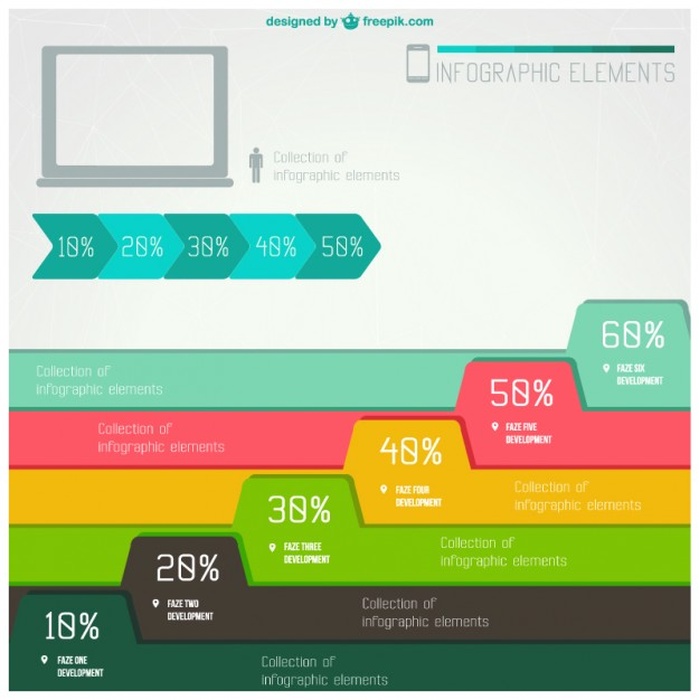 designed by freepik.com
INFOGRAPHIC ELEMENTS
Collection of
infographic elements
10% 20% 30% 40% 50%
60%
FAZE SIX
DEVELOPMENT
Collection of
infographic elements
50%
FAZE FIVE
DEVELOPMENT
Collection of
infographic elements
40%
FAZE FOUR
DEVELOPMENT
Collection of
infographic elements
30%
FAZE THREE
DEVELOPMENT
Collection of
infographic elements
20%
FAZE TWO
DEVELOPMENT
Collection of
infographic elements
10%
FAZE ONE
DEVELOPMENT
Collection of
infographic elements